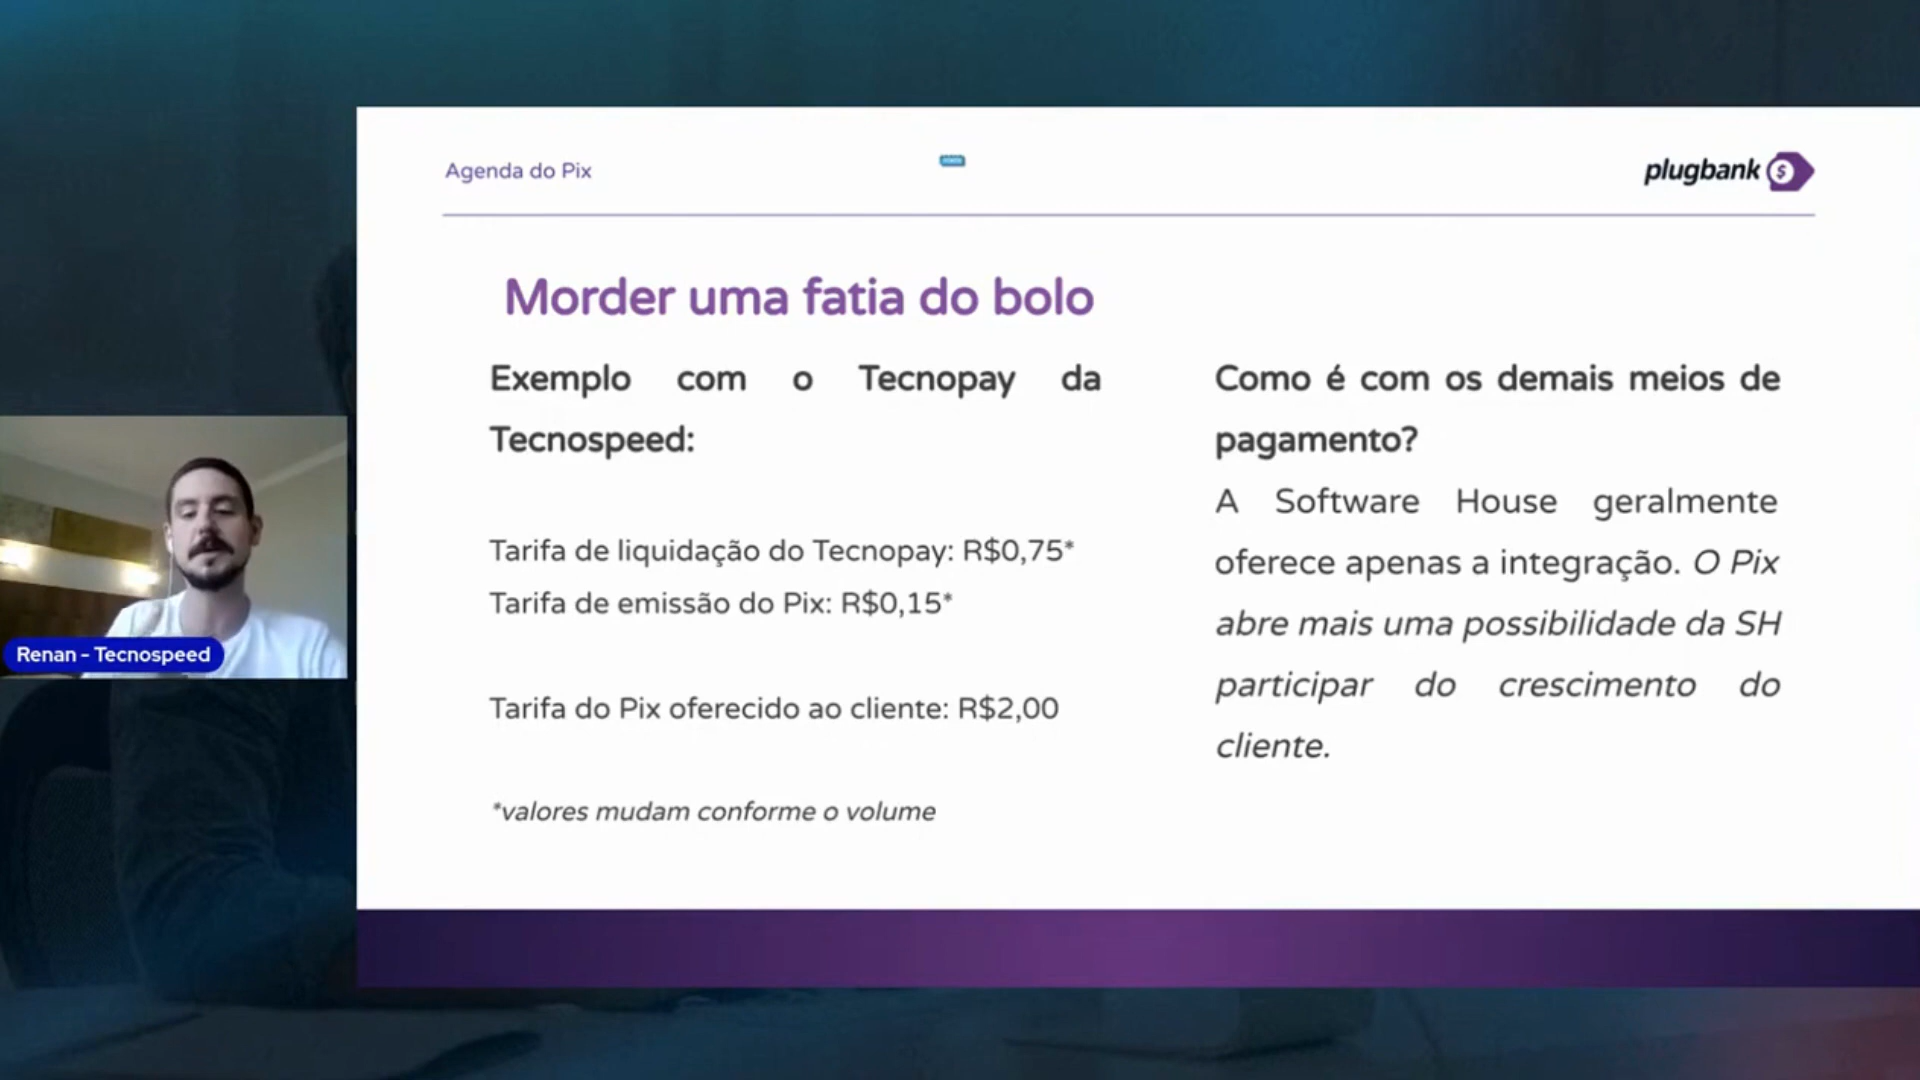 Agenda do Pix
plugbank
Morder uma fatia do bolo
Exemplo com o Tecnopay da
Tecnospeed:
Tarifa de liquidação do Tecnopay: R$0,75*
Tarifa de emissão do Pix: R$0,15*
Tarifa do Pix oferecido ao cliente: R$2,00
*valores mudam conforme o volume
Como é com os demais meios de
pagamento?
A Software House geralmente
oferece apenas a integração. O Pix
abre mais uma possibilidade da SH
participar do crescimento do
cliente.
Renan - Tecnospeed